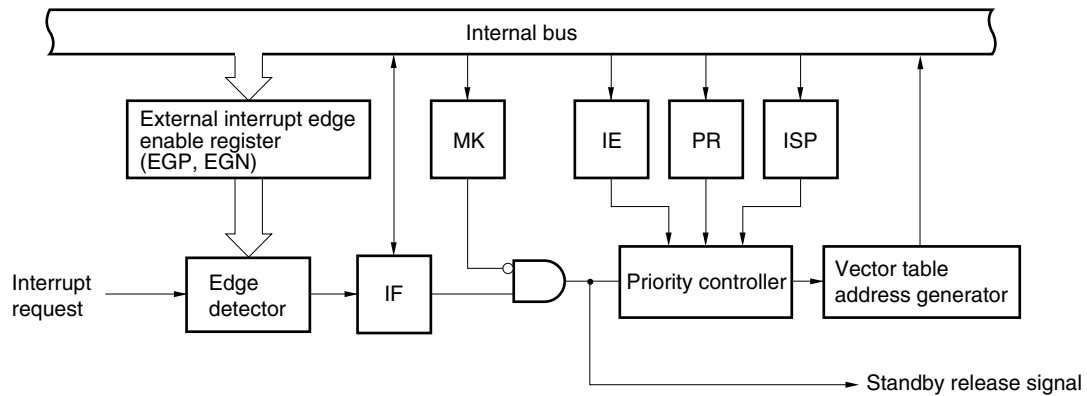 Internal bus
External interrupt edge
enable register
(EGP, EGN)
MK
IE
PR
ISP
Interrupt
request
Edge
detector
IF
Priority controller
Vector table
address generator
Standby release signal